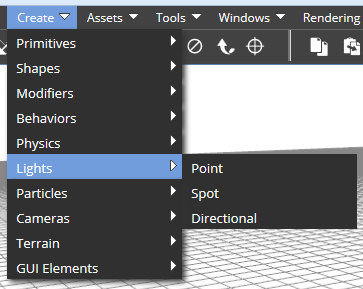 Create Assets Tools Windows Rendering
Primitives
Shapes
Modifiers
Behaviors
Physics
Lights Point
Particles Spot
Cameras Directional
Terrain
GUI Elements